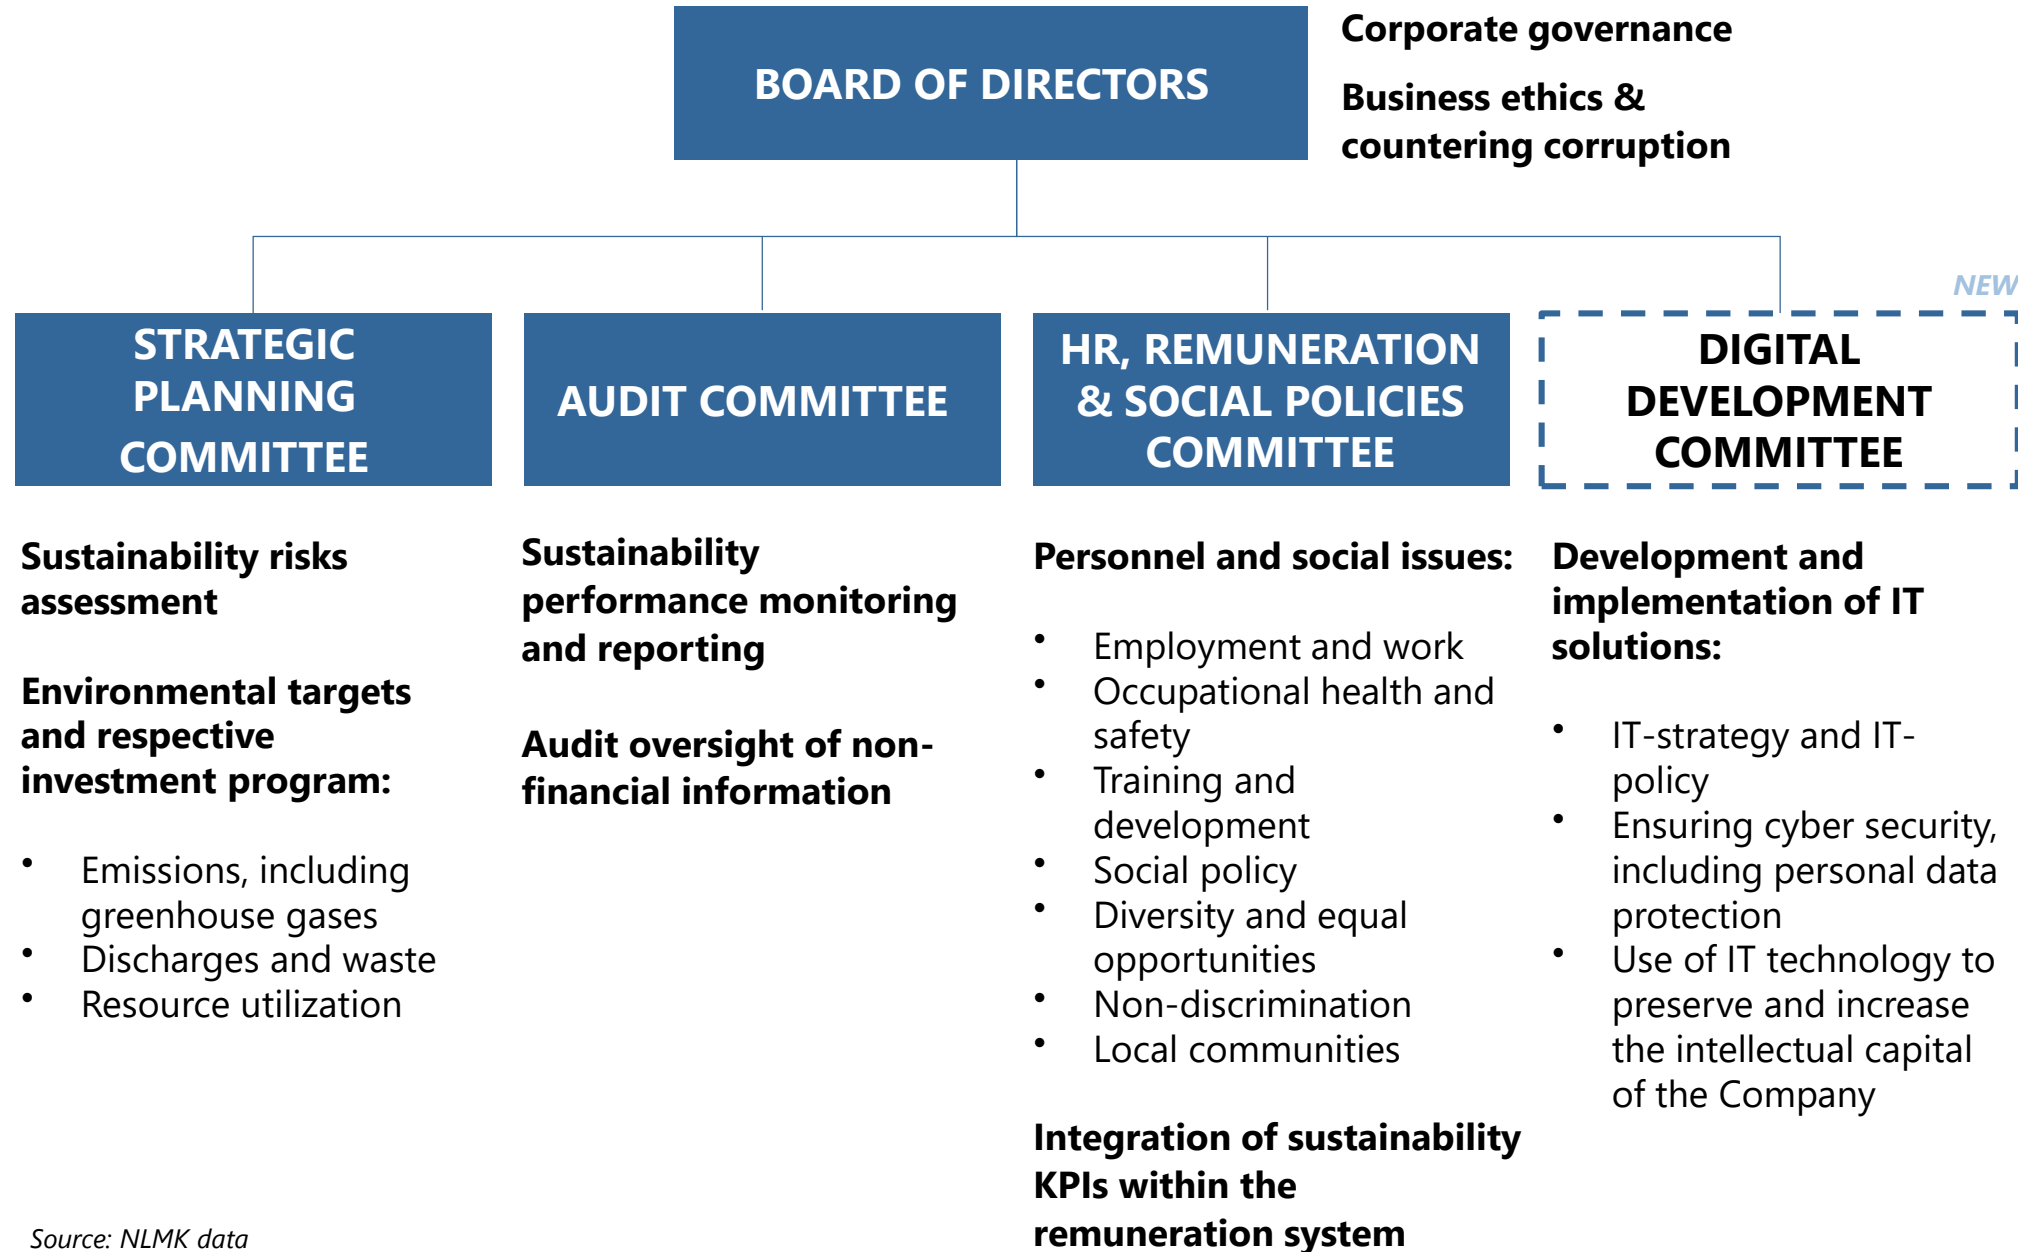 BOARD OF DIRECTORS
Corporate governance
Business ethics &
countering corruption
NEW
STRATEGIC
PLANNING
COMMITTEE
AUDIT COMMITTEE
HR, REMUNERATION
& SOCIAL POLICIES
COMMITTEE
DIGITAL
DEVELOPMENT
COMMITTEE
Sustainability risks
assessment
Environmental targets
and respective
investment program:
• Emissions, including
greenhouse gases
• Discharges and waste
• Resource utilization
Sustainability
performance monitoring
and reporting
Audit oversight of non-
financial information
Personnel and social issues:
• Employment and work
• Occupational health and
safety
• Training and
development
• Social policy
• Diversity and equal
opportunities
• Non-discrimination
• Local communities
Integration of sustainability
KPIs within the
remuneration system
Development and
implementation of IT
solutions:
• IT-strategy and IT-
policy
• Ensuring cyber security,
including personal data
protection
• Use of IT technology to
preserve and increase
the intellectual capital
of the Company
Source: NLMK data